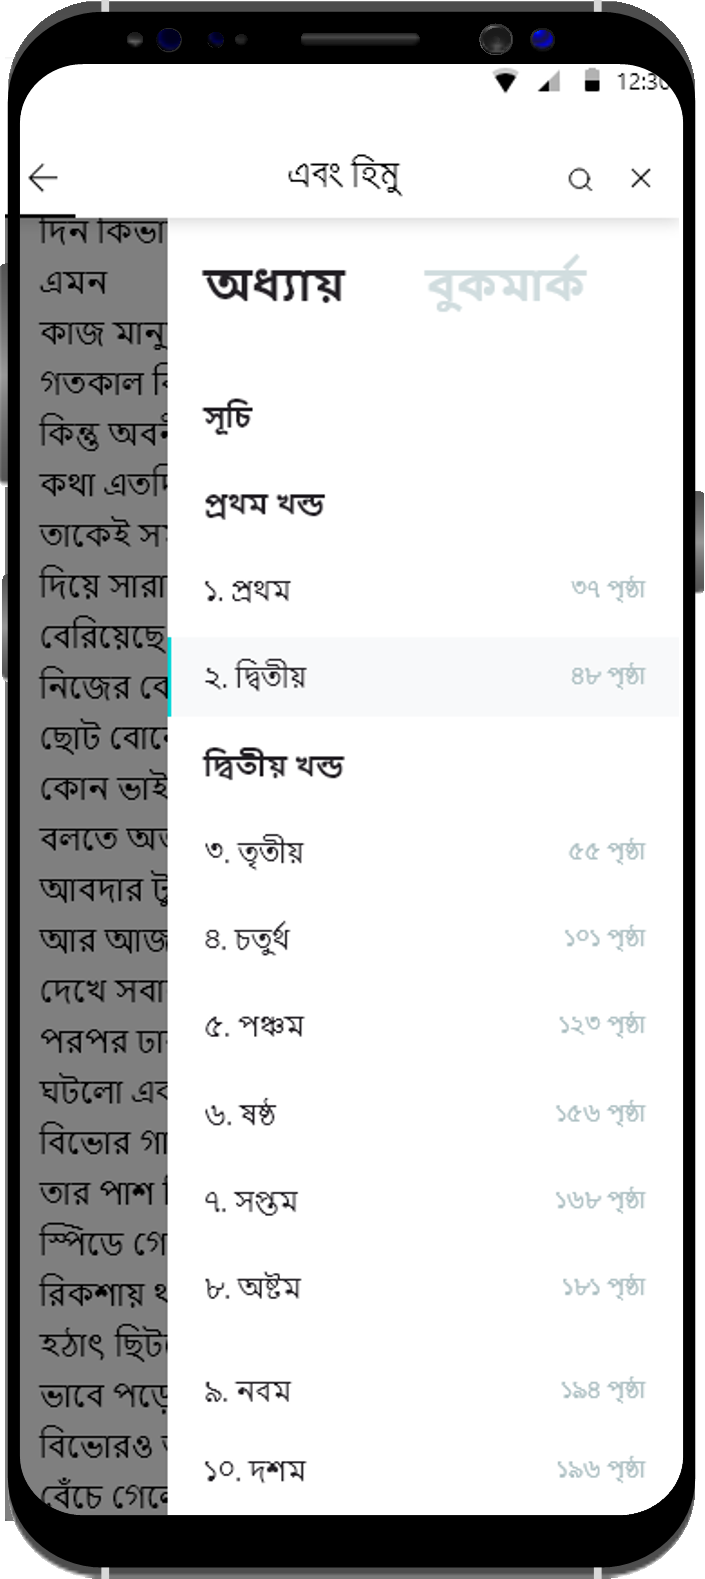 12:30
এবং হিমু
অধ্যায় বুকমার্ক
সূচি
প্রথম খন্ড
১. প্রথম ৩৭ পৃষ্ঠা
২. দ্বিতীয় ৪৮ পৃষ্ঠা
দ্বিতীয় খন্ড
৩. তৃতীয় ৫৫ পৃষ্ঠা
৪. চতুর্থ ১০১ পৃষ্ঠা
৫. পঞ্চম ১২৩ পৃষ্ঠা
৬. ষষ্ঠ ১৫৬ পৃষ্ঠা
৭. সপ্তম ১৬৮ পৃষ্ঠা
৮. অষ্টম ১৮১ পৃষ্ঠা
৯. নবম ১৯৪ পৃষ্ঠা
১০. দশম ১৯৬ পৃষ্ঠা
দিন কিভা
এমন
কাজ মানু
গতকাল
কিন্তু অবন
কথা এতদি
তাকেই স
দিয়ে সারা
বেরিয়েছে
নিজের বে
ছোট বোনে
কোন ভাই
বলতে অত
আবদার টু
আর আজ
দেখে সবা
পরপর ঢা
ঘটলো এব
বিভোর গা
তার পাশ
স্পিডে গে
রিকশায় থ
হঠাৎ ছিট
ভাবে পড়ে
বিভোরও
বেঁচে গেলে